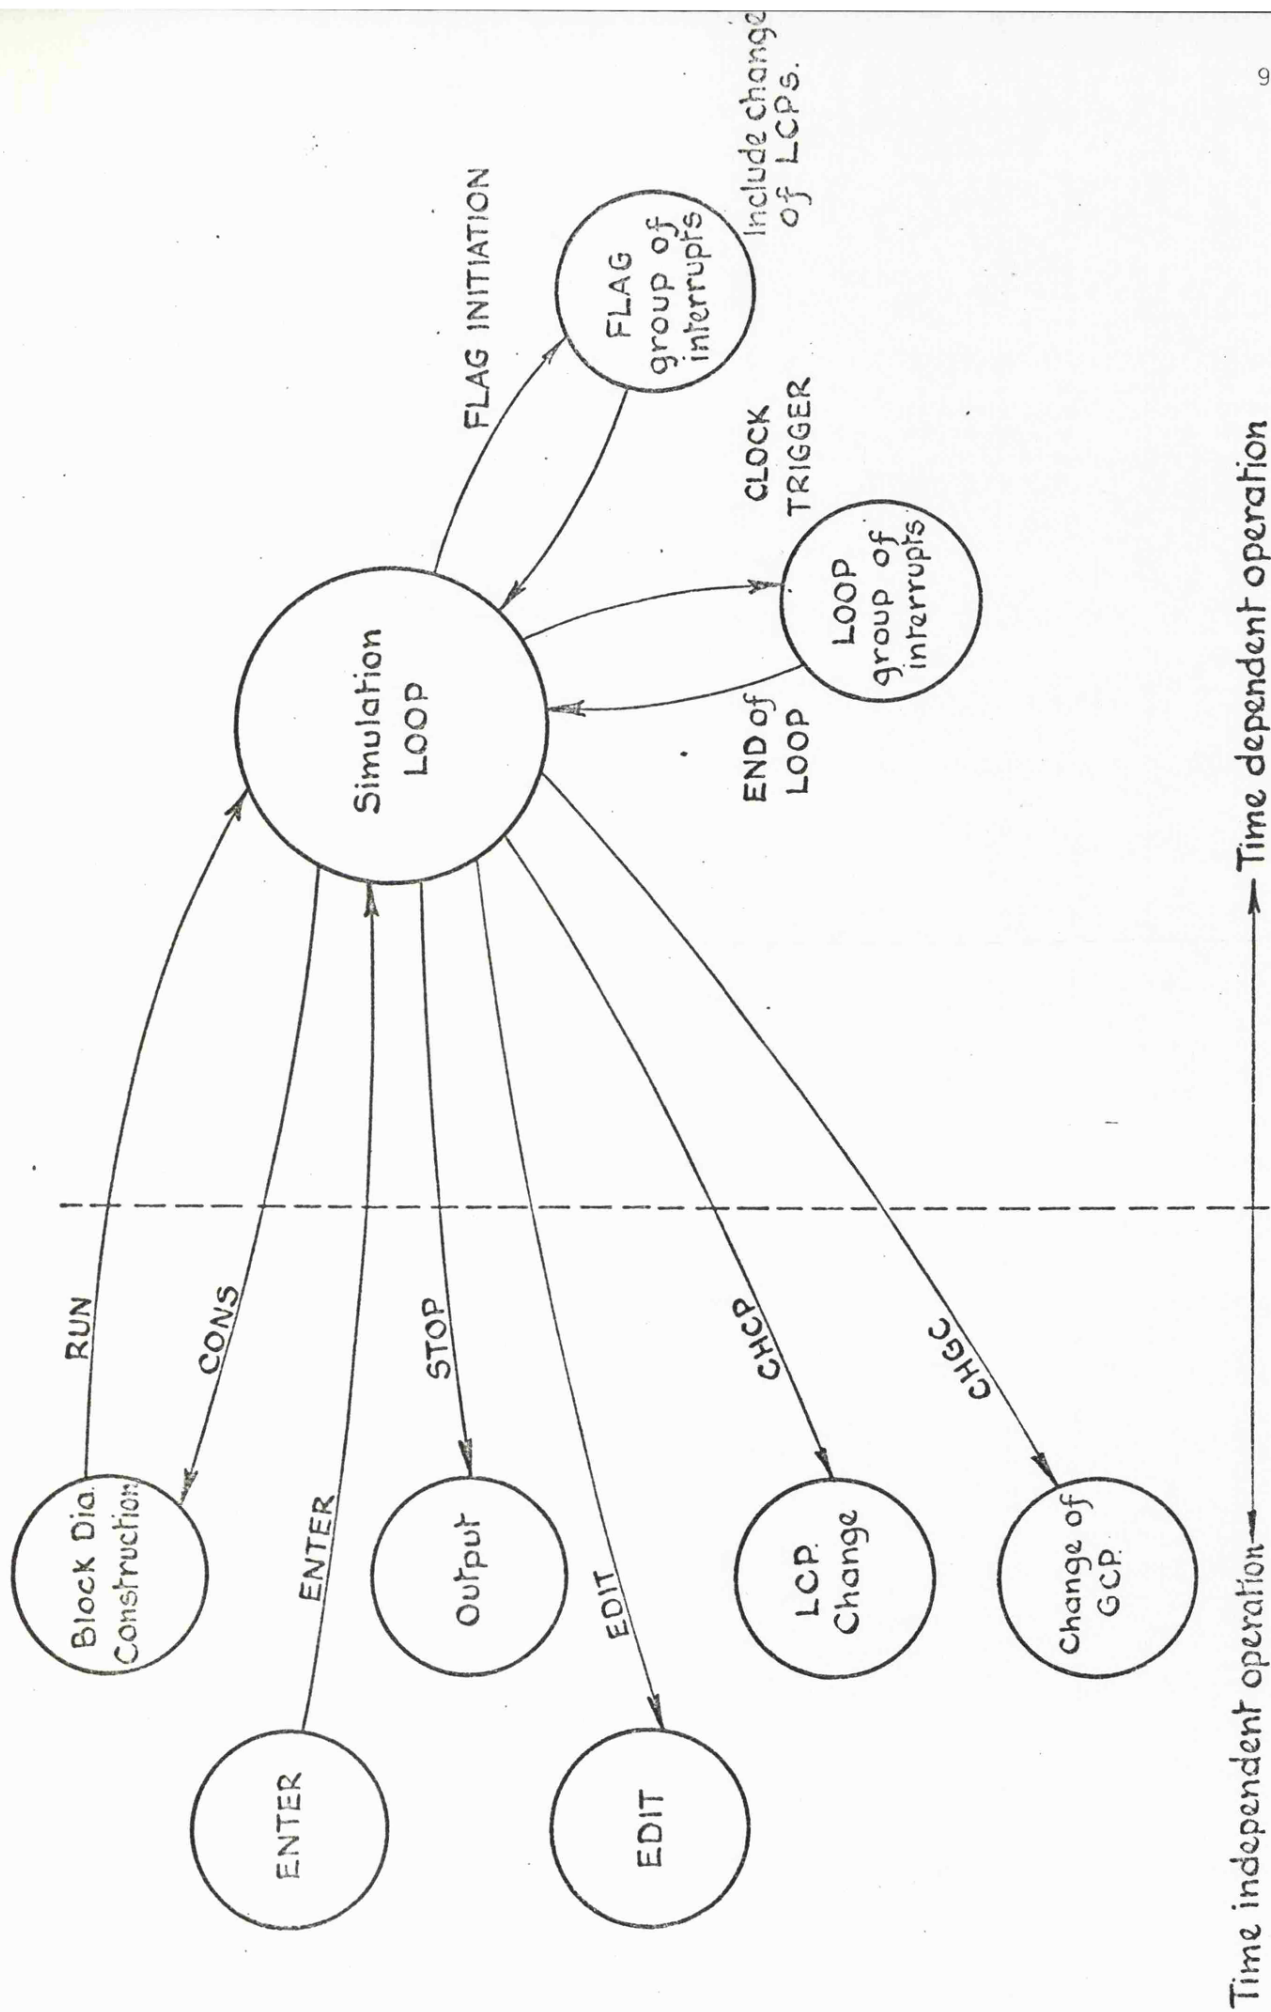 9
Block Dia.
Construction
RUN
CONS
ENTER
ENTER
Output
STOP
EDIT
EDIT
LCP.
Change
CHCP
Change of
GCP.
CHGC
Simulation
LOOP
FLAG INITIATION
FLAG
group of
interrupts
Include change
of LCPs.
CLOCK
TRIGGER
LOOP
group of
interrupts
END of
LOOP
Time independent operation
Time dependent operation